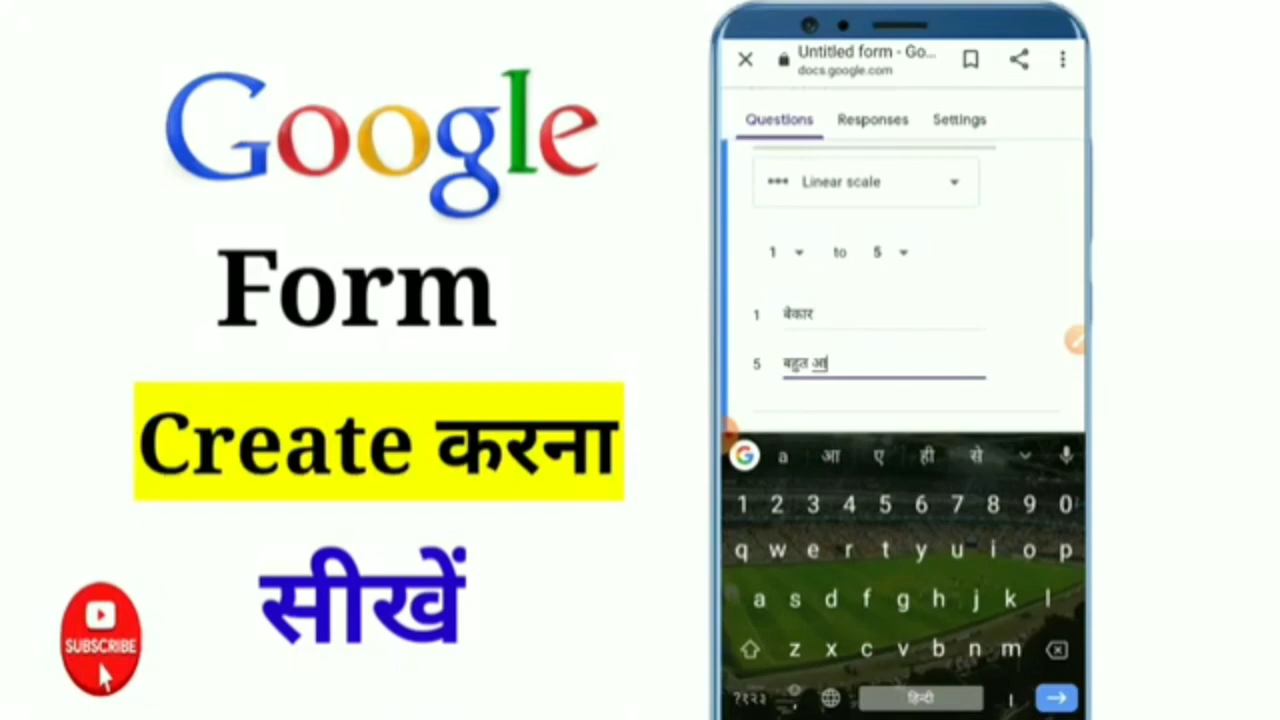 Google
Form
Create करना
सीखें
SUBSCRIBE
Untitled form - Go...
docs.google.com
Questions Responses Settings
Linear scale
1 to 5
1 बेकार
5 बहुत आ
a आ ए ही से
1 2 3 4 5 6 7 8 9 0
q w e r t y u i o p
a s d f g h j k l
z x c v b n m
?१२३ हिन्दी ।